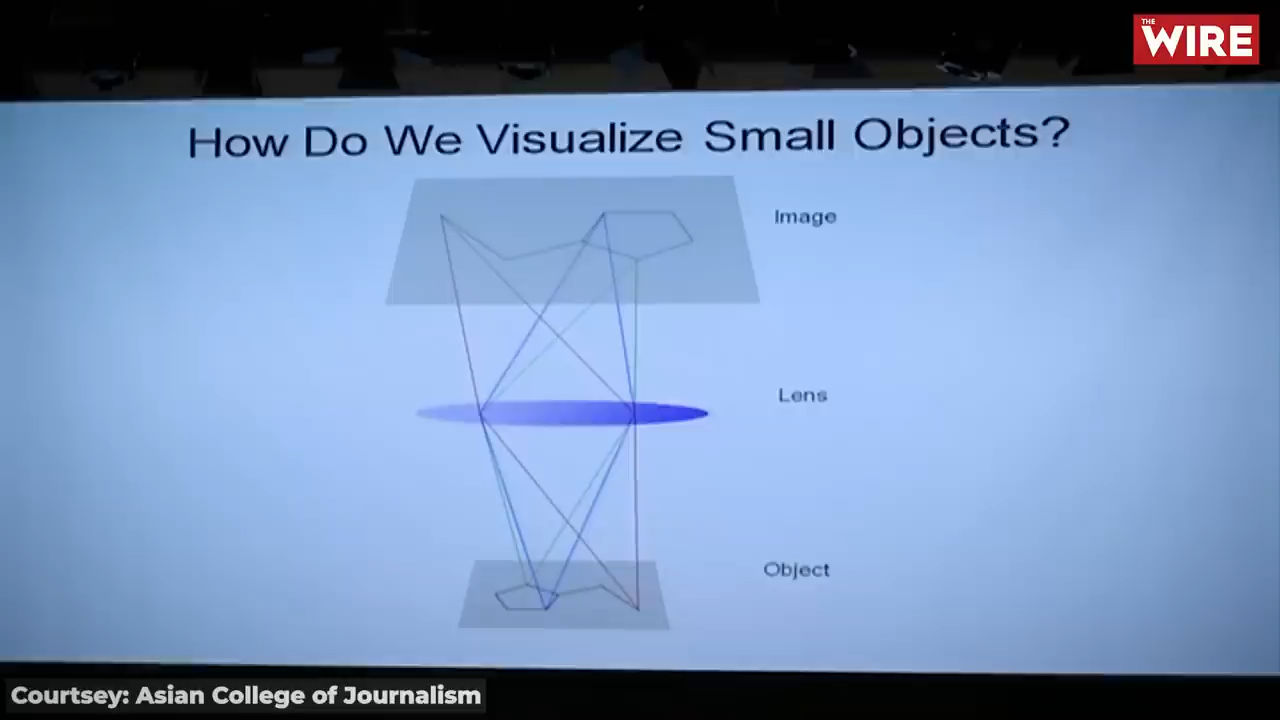 THE
WIRE
How Do We Visualize Small Objects?
Image
Lens
Object
Courtsey: Asian College of Journalism